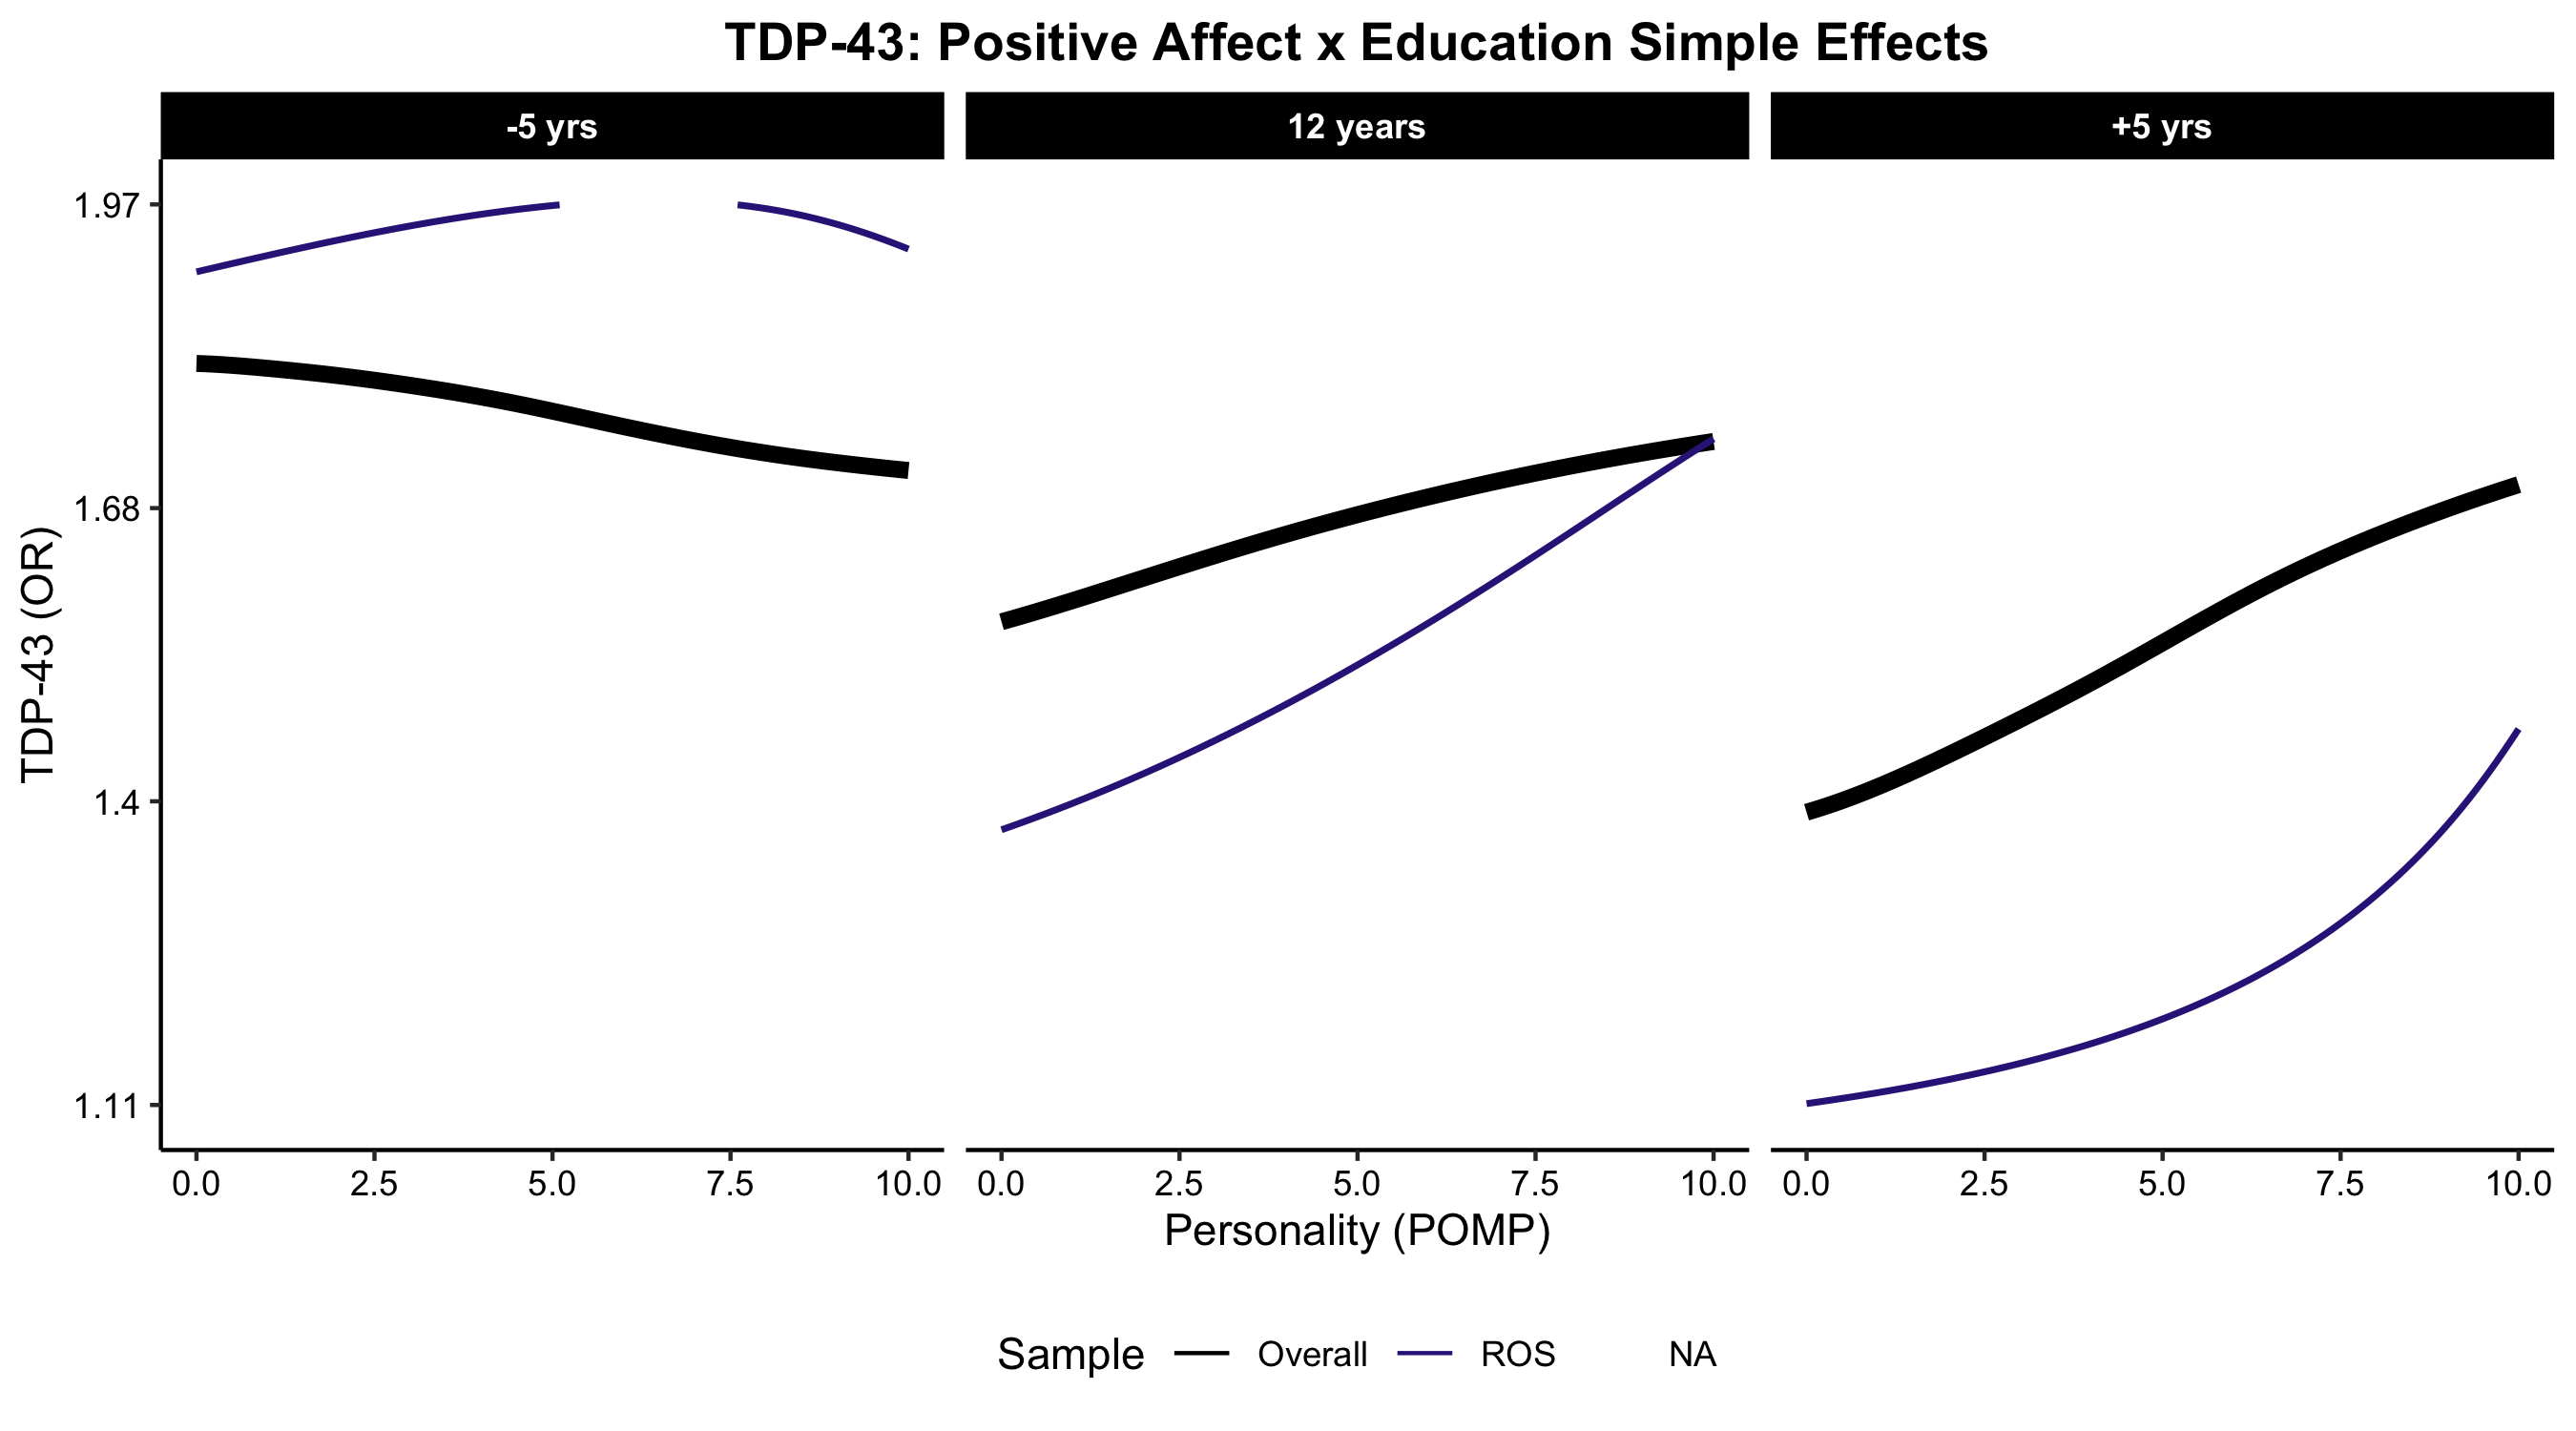 TDP-43: Positive Affect x Education Simple Effects
-5 yrs 12 years +5 yrs
1.97
1.68
1.4
1.11
TDP-43 (OR)
0.0 2.5 5.0 7.5 10.0 0.0 2.5 5.0 7.5 10.0 0.0 2.5 5.0 7.5 10.0
Personality (POMP)
Sample Overall ROS NA